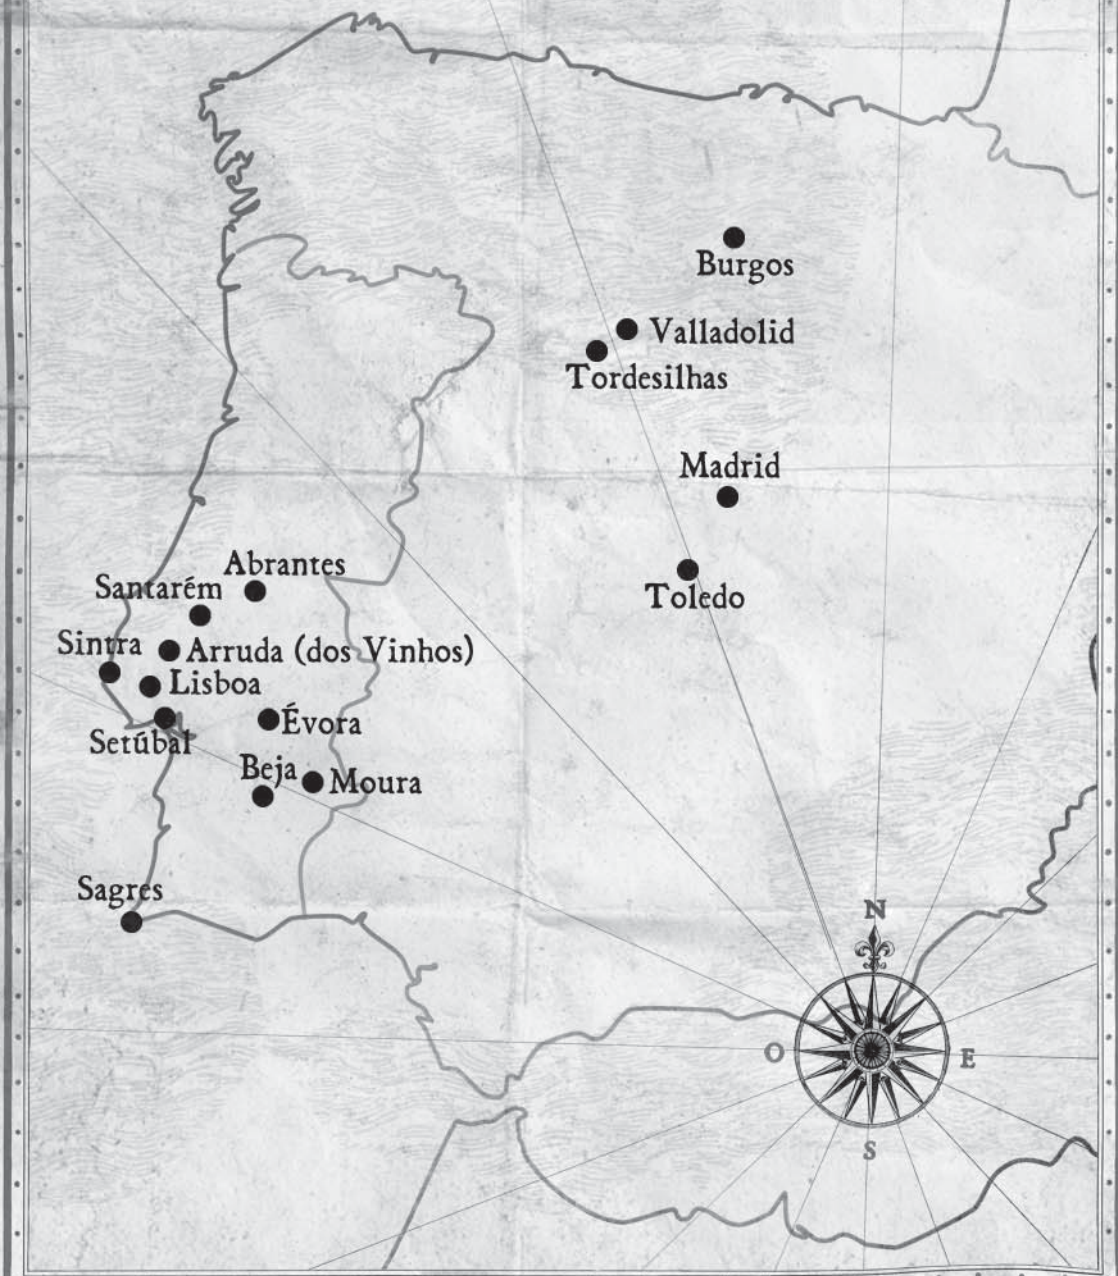 Burgos
Valladolid
Tordesilhas
Madrid
Toledo
Abrantes
Santarém
Sintra
Arruda (dos Vinhos)
Lisboa
Setúbal
Évora
Beja
Moura
Sagres
N
O
E
S